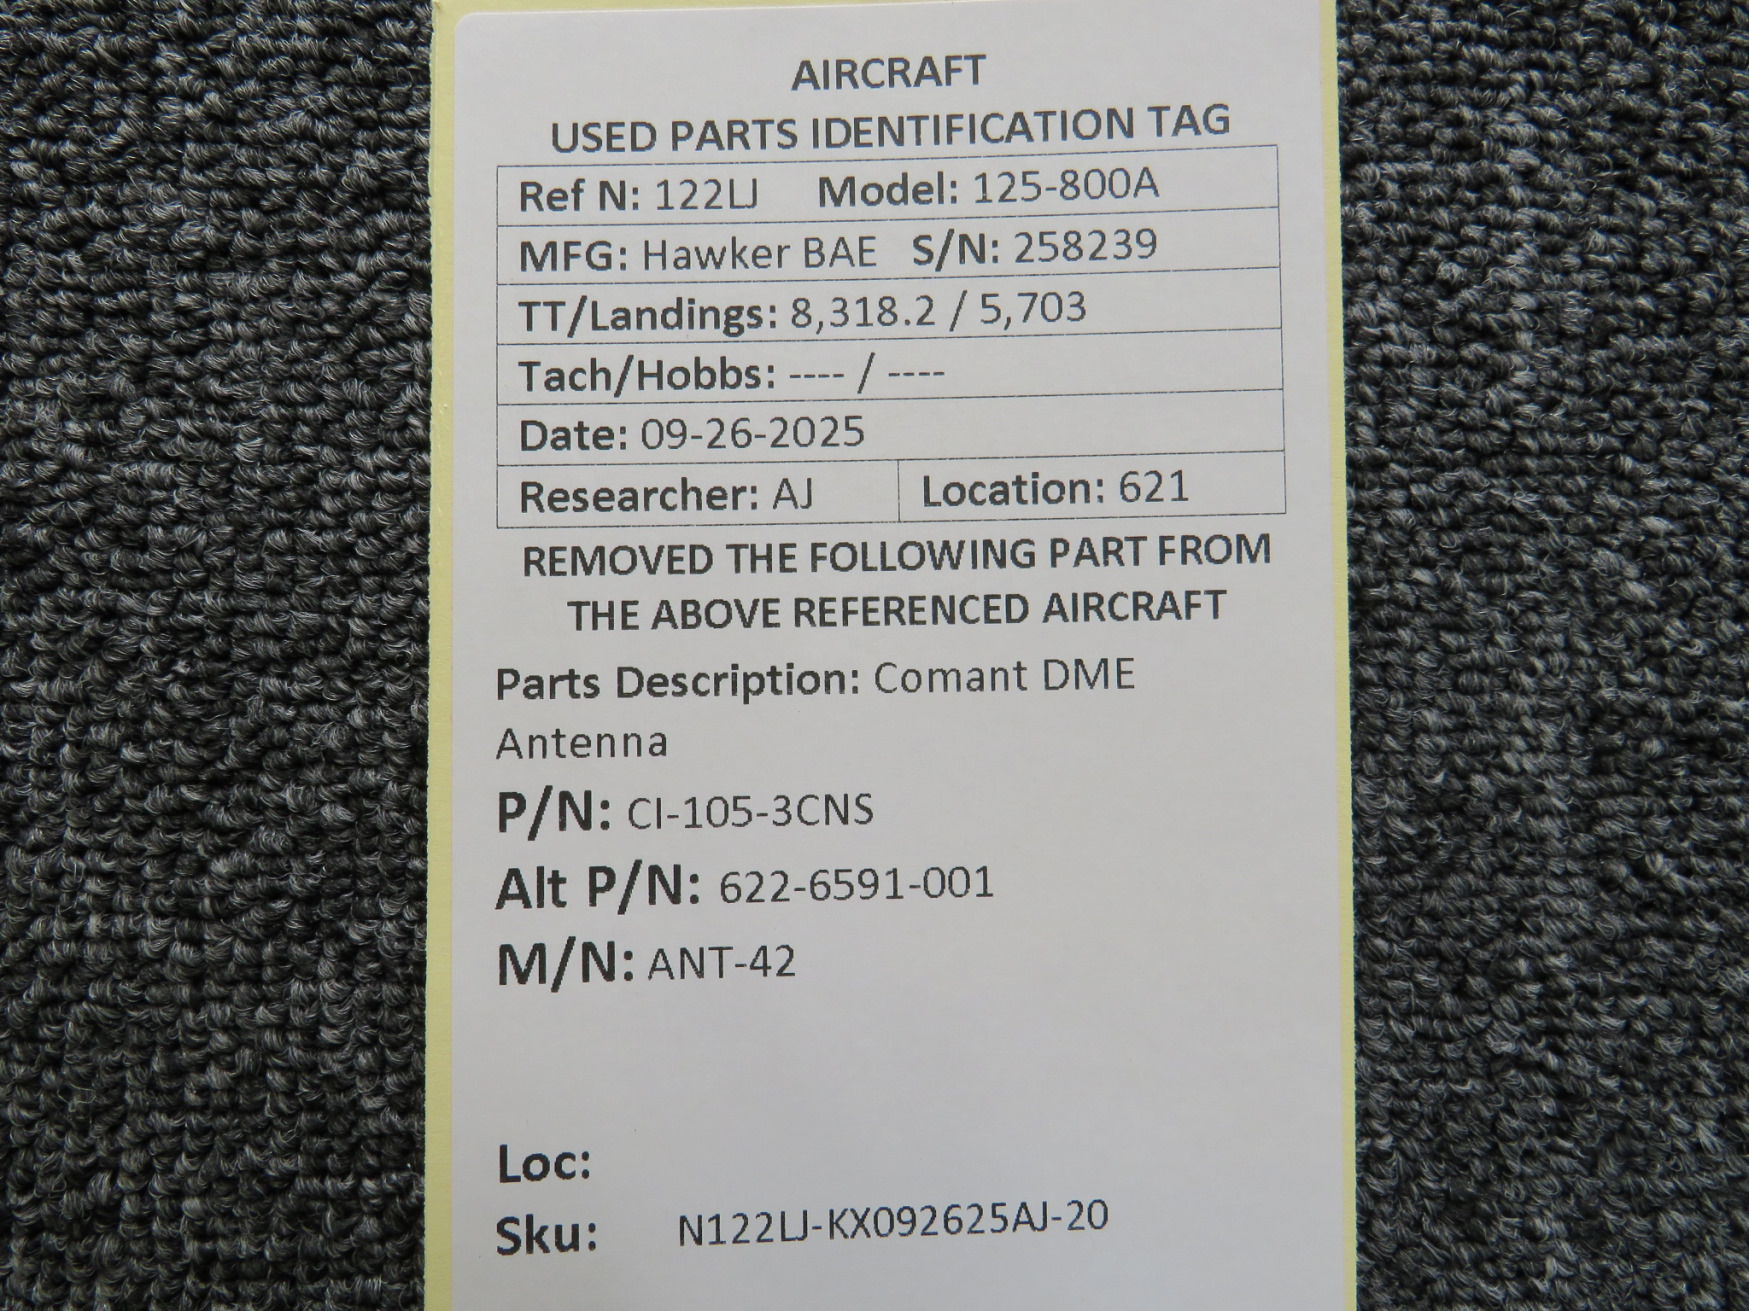 AIRCRAFT
USED PARTS IDENTIFICATION TAG
Ref N: 122LJ Model: 125-800A
MFG: Hawker BAE S/N: 258239
TT/Landings: 8,318.2 / 5,703
Tach/Hobbs: ---- / ----
Date: 09-26-2025
Researcher: AJ Location: 621
REMOVED THE FOLLOWING PART FROM
THE ABOVE REFERENCED AIRCRAFT
Parts Description: Comant DME
Antenna
P/N: CI-105-3CNS
Alt P/N: 622-6591-001
M/N: ANT-42
Loc:
Sku: N122LJ-KX092625AJ-20